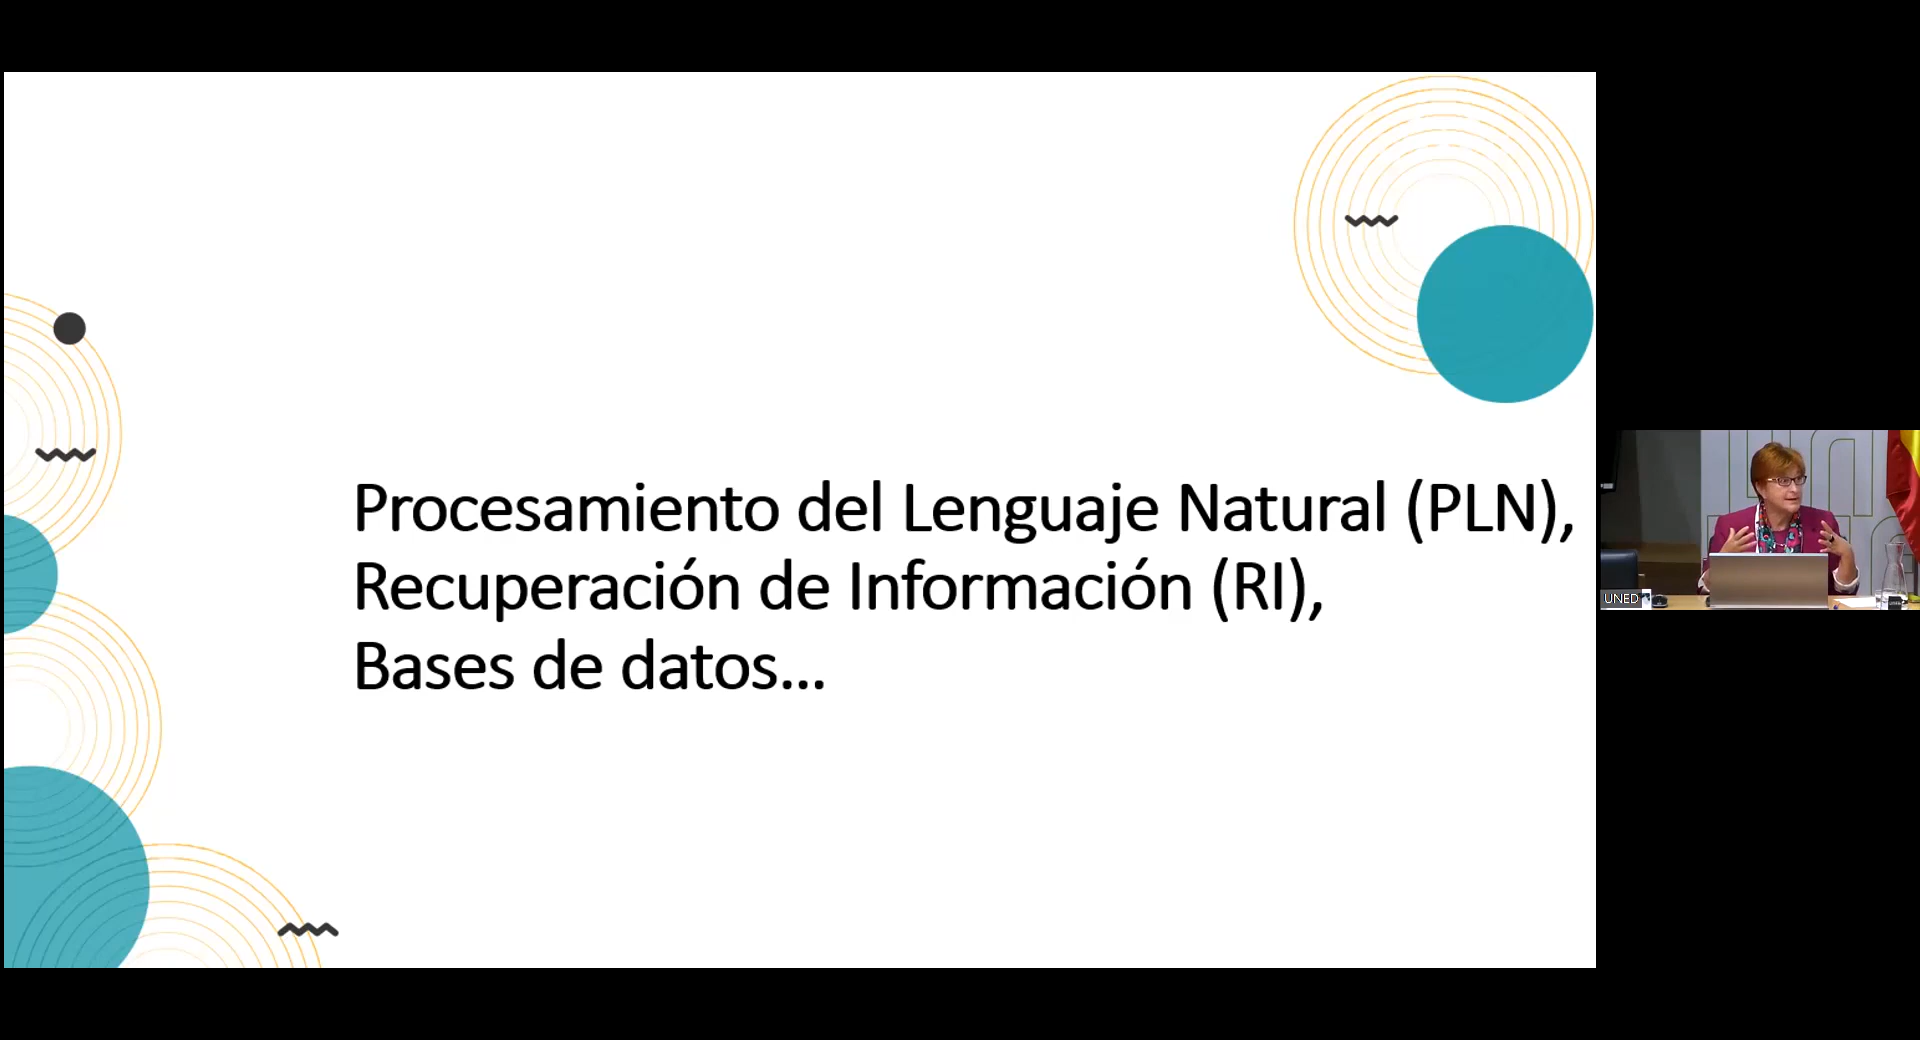 Procesamiento del Lenguaje Natural (PLN),
Recuperación de Información (RI),
Bases de datos...
UNED